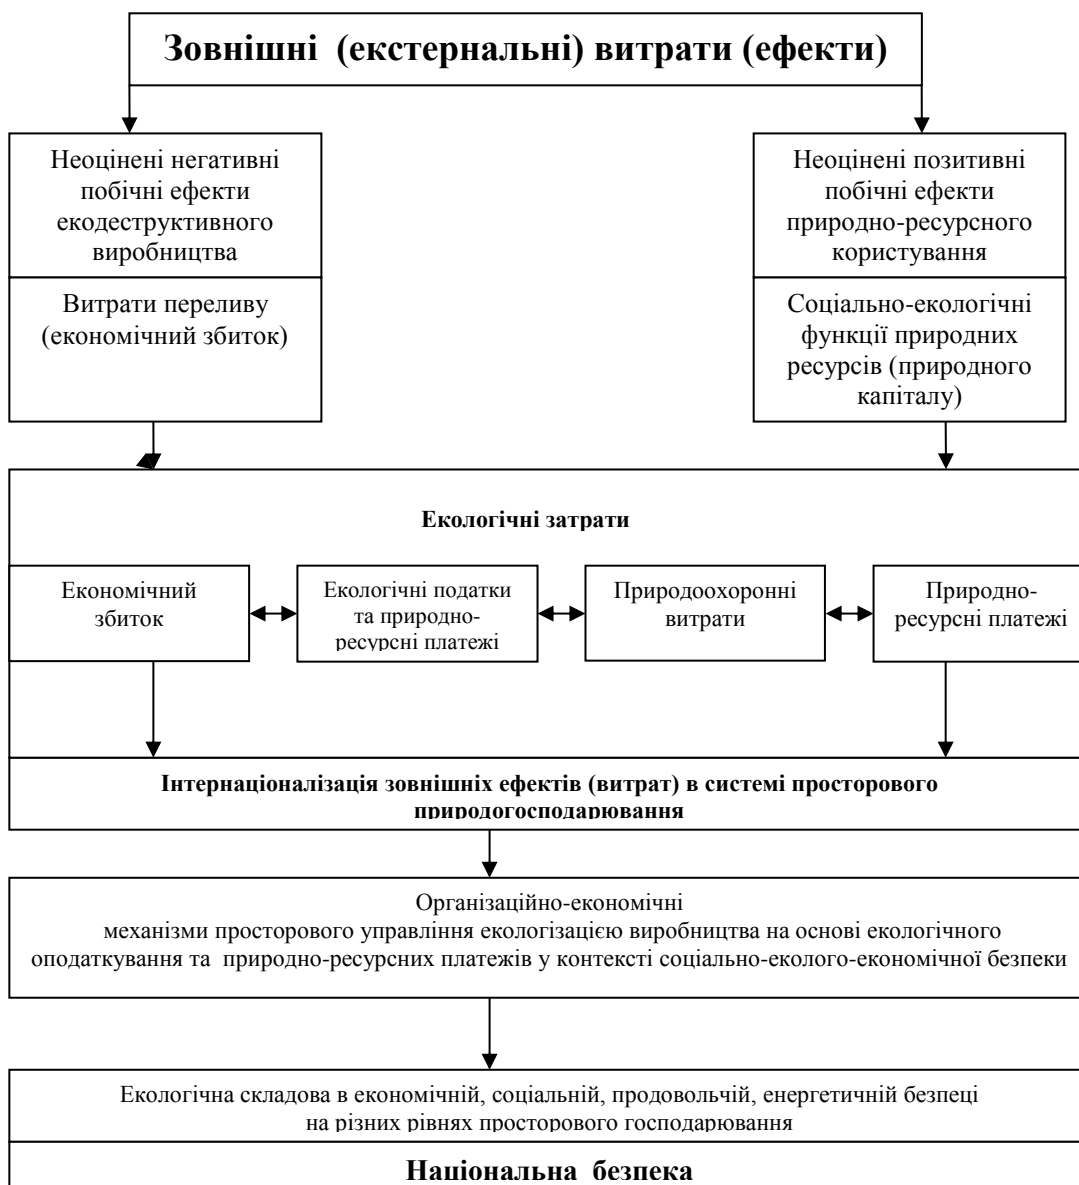 Зовнішні (екстернальні) витрати (ефекти)
Неоцінені негативні
побічні ефекти
екодеструктивного
виробництва
Витрати переливу
(економічний збиток)
Неоцінені позитивні
побічні ефекти
природно-ресурсного
користування
Соціально-екологічні
функції природних
ресурсів (природного
капіталу)
Екологічні затрати
Економічний
збиток
Екологічні податки
та природно-
ресурсні платежі
Природоохоронні
витрати
Природно-
ресурсні платежі
Інтернаціоналізація зовнішніх ефектів (витрат) в системі просторового
природогосподарювання
Організаційно-економічні
механізми просторового управління екологізацією виробництва на основі екологічного
оподаткування та природно-ресурсних платежів у контексті соціально-еколого-економічної безпеки
Екологічна складова в економічній, соціальній, продовольчій, енергетичній безпеці
на різних рівнях просторового господарювання
Національна безпека